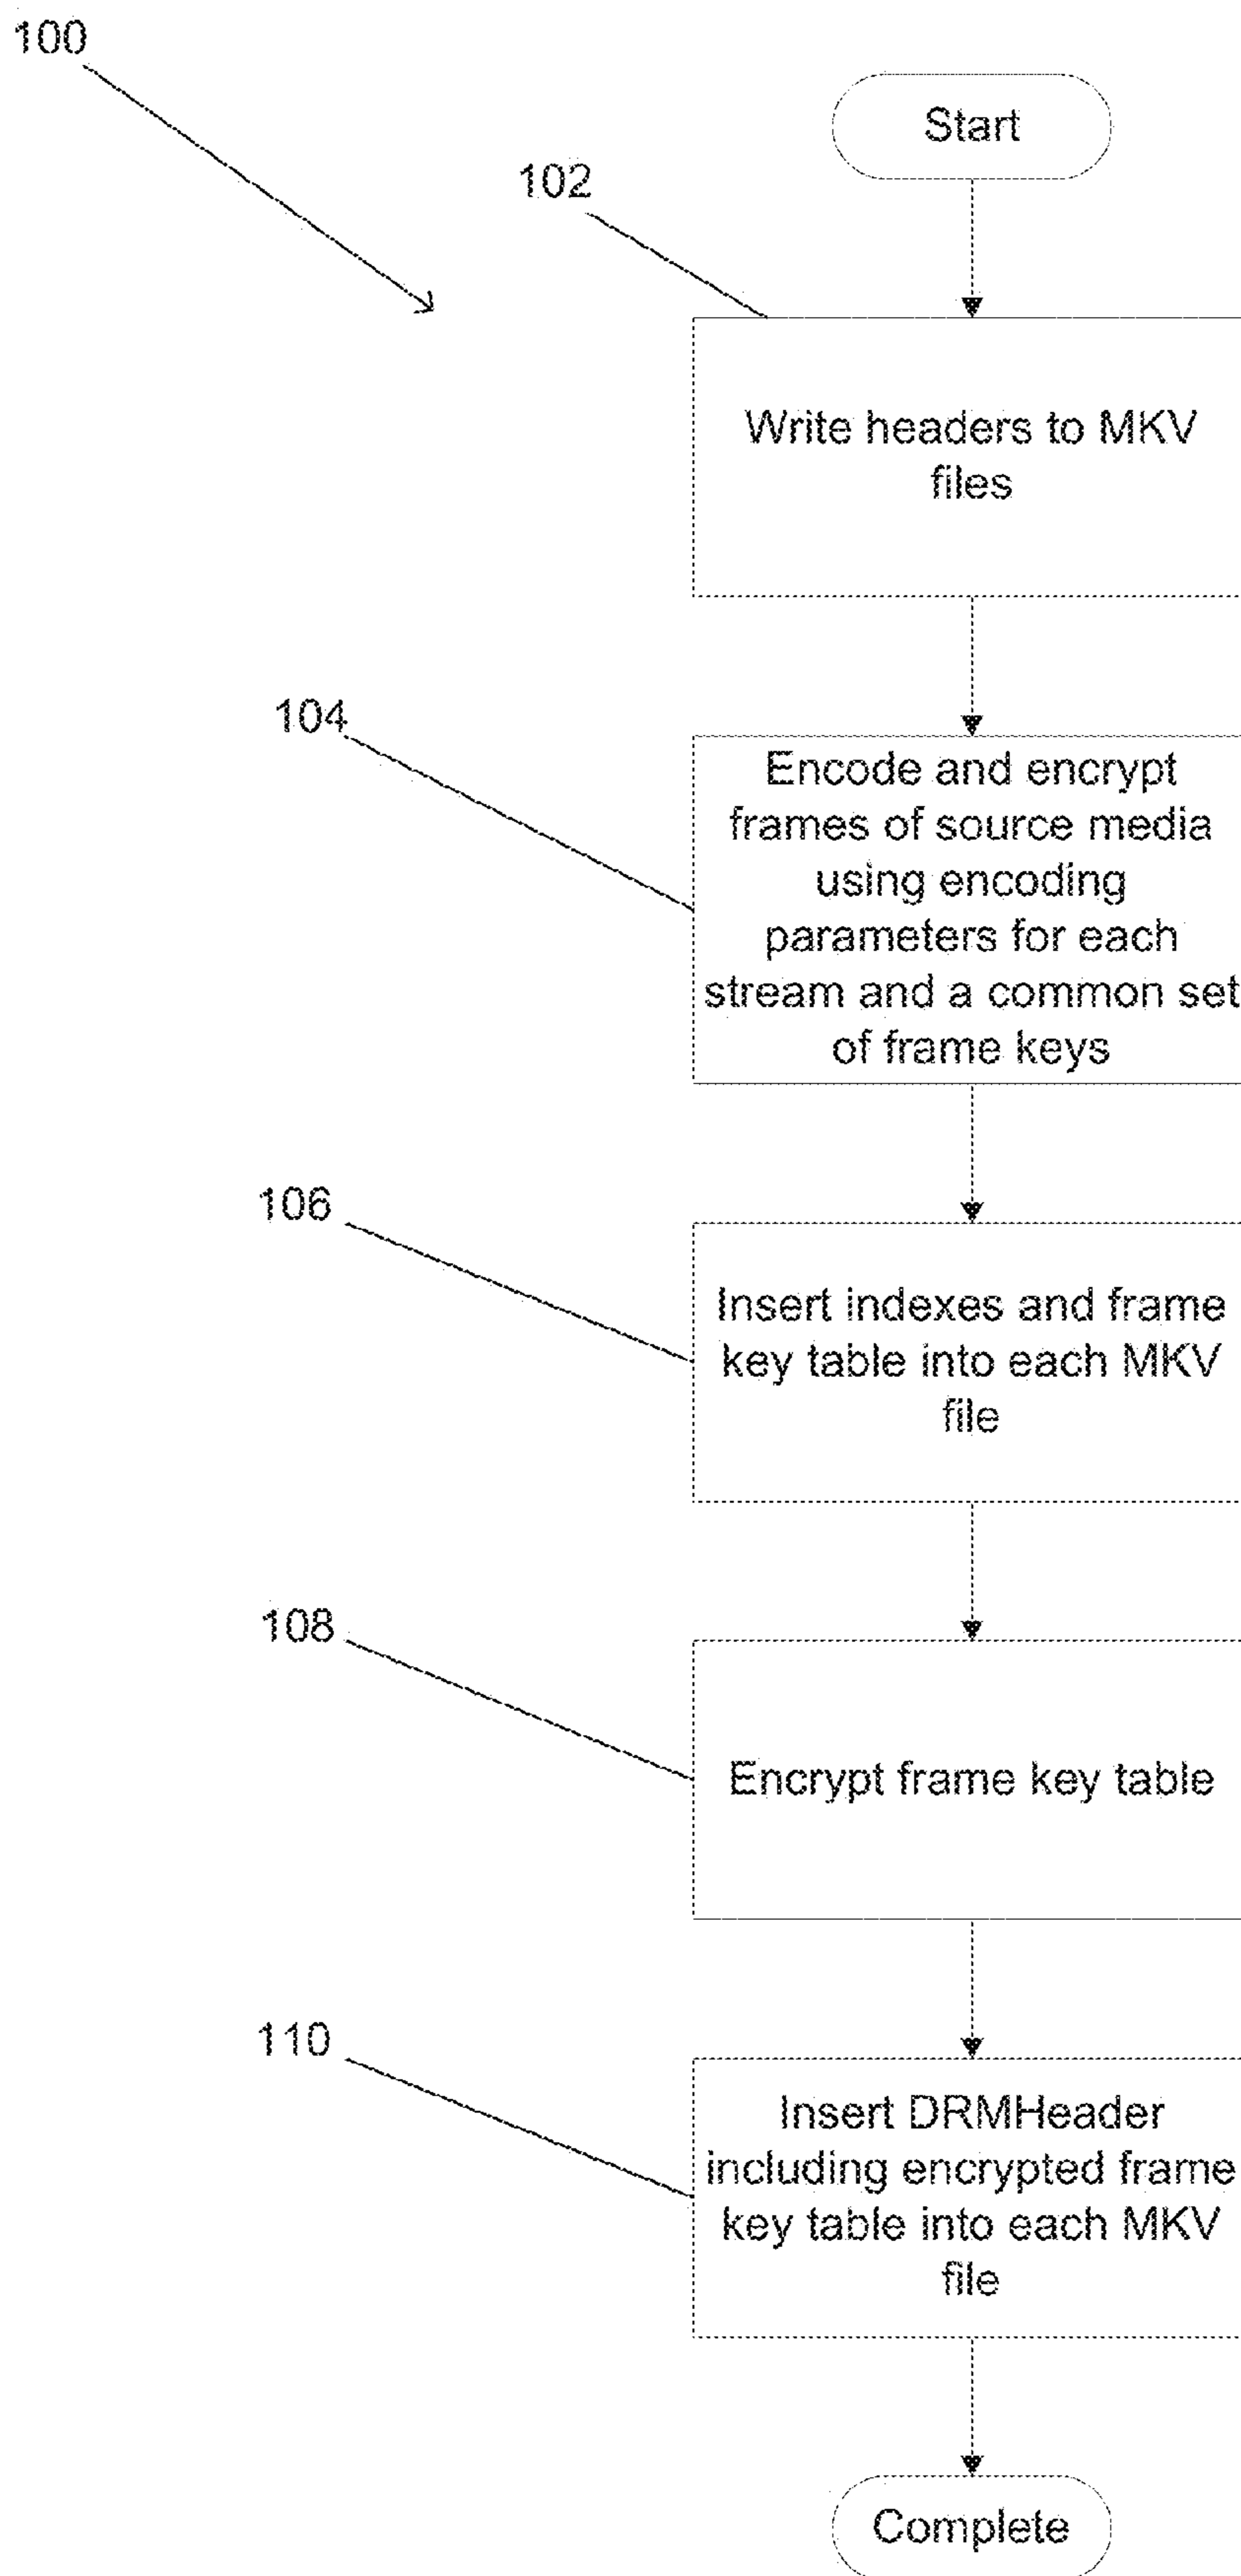 100
Start
102
Write headers to MKV
files
104
Encode and encrypt
frames of source media
using encoding
parameters for each
stream and a common set
of frame keys
106
Insert indexes and frame
key table into each MKV
file
108
Encrypt frame key table
110
Insert DRMHeader
including encrypted frame
key table into each MKV
file
Complete